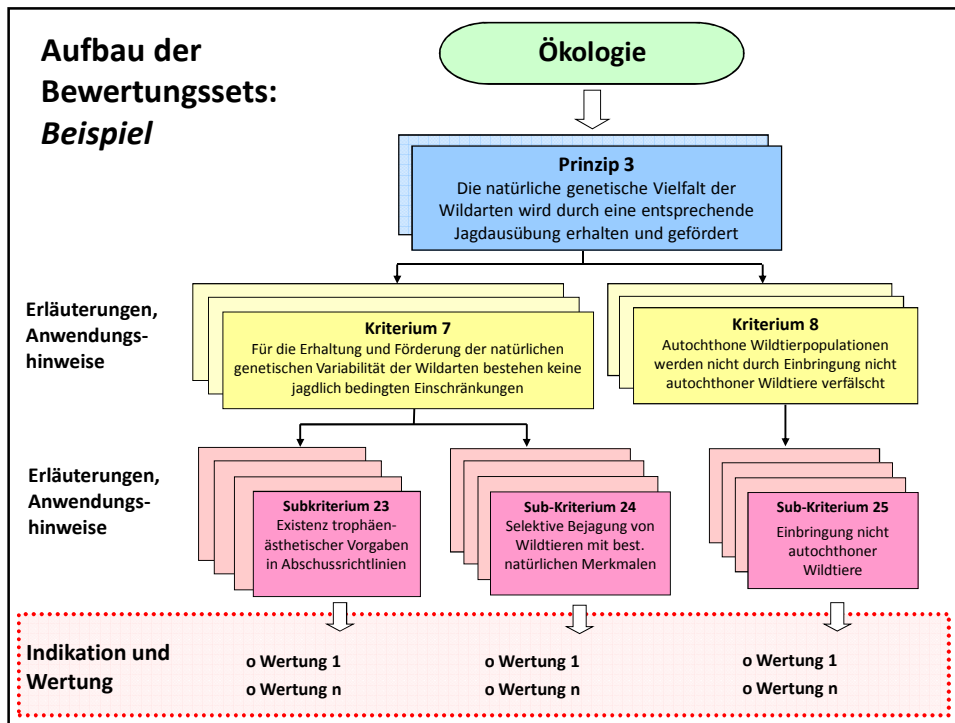 Aufbau der
Bewertungssets:
Beispiel
Ökologie
Prinzip 3
Die natürliche genetische Vielfalt der
Wildarten wird durch eine entsprechende
Jagdausübung erhalten und gefördert
Erläuterungen,
Anwendungs-
hinweise
Kriterium 7
Für die Erhaltung und Förderung der natürlichen
genetischen Variabilität der Wildarten bestehen keine
jagdlich bedingten Einschränkungen
Kriterium 8
Autochthone Wildtierpopulationen
werden nicht durch Einbringung nicht
autochthoner Wildtiere verfälscht
Erläuterungen,
Anwendungs-
hinweise
Subkriterium 23
Existenz trophäen-
ästhetischer Vorgaben
in Abschussrichtlinien
Sub-Kriterium 24
Selektive Bejagung von
Wildtieren mit best.
natürlichen Merkmalen
Sub-Kriterium 25
Einbringung nicht
autochthoner
Wildtiere
Indikation und
Wertung
o Wertung 1
o Wertung n
o Wertung 1
o Wertung n
o Wertung 1
o Wertung n